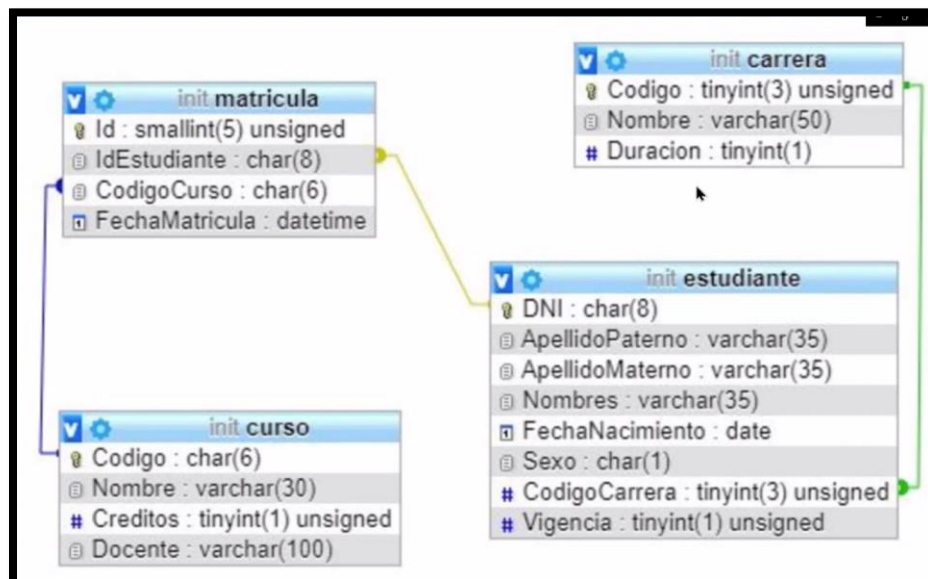 init matricula
Id : smallint(5) unsigned
IdEstudiante : char(8)
CodigoCurso : char(6)
FechaMatricula : datetime
init carrera
Codigo : tinyint(3) unsigned
Nombre : varchar(50)
# Duracion : tinyint(1)
init estudiante
DNI : char(8)
ApellidoPaterno : varchar(35)
ApellidoMaterno : varchar(35)
Nombres : varchar(35)
FechaNacimiento : date
Sexo : char(1)
# CodigoCarrera : tinyint(3) unsigned
# Vigencia : tinyint(1) unsigned
init curso
Codigo : char(6)
Nombre : varchar(30)
# Creditos : tinyint(1) unsigned
Docente : varchar(100)